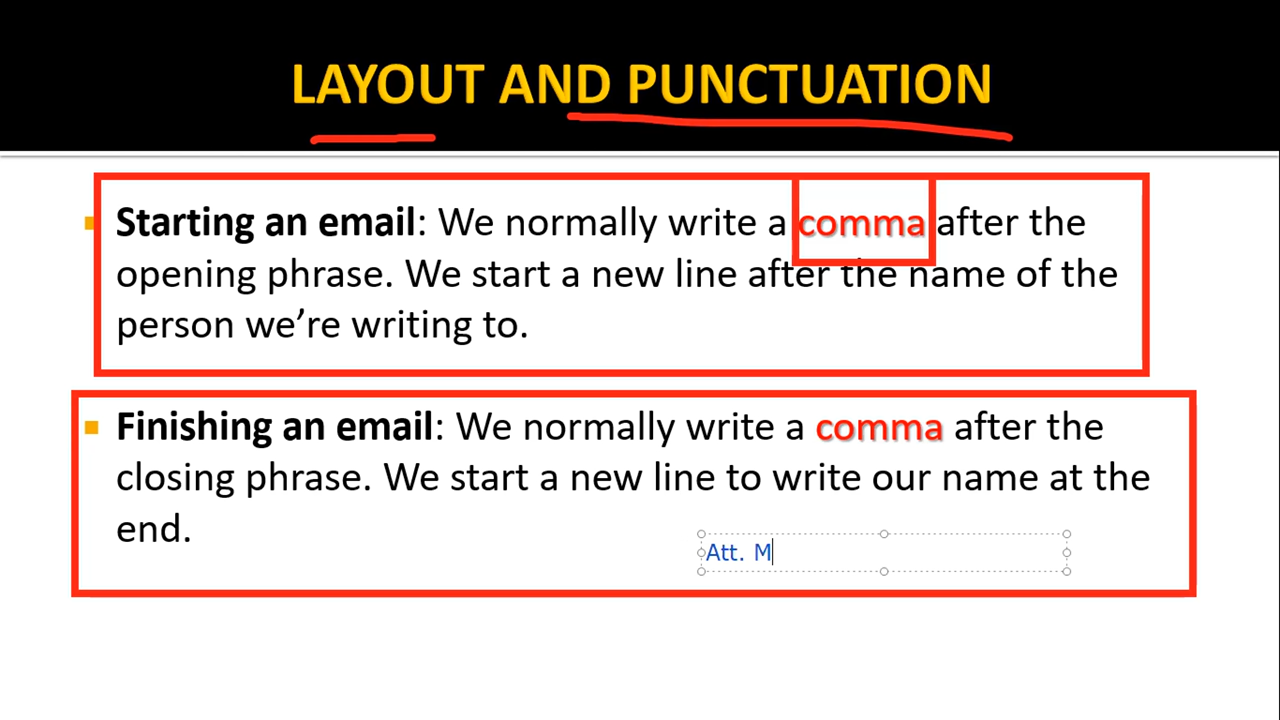 LAYOUT AND PUNCTUATION
Starting an email: We normally write a comma after the
opening phrase. We start a new line after the name of the
person we’re writing to.
Finishing an email: We normally write a comma after the
closing phrase. We start a new line to write our name at the
end.
Att. M